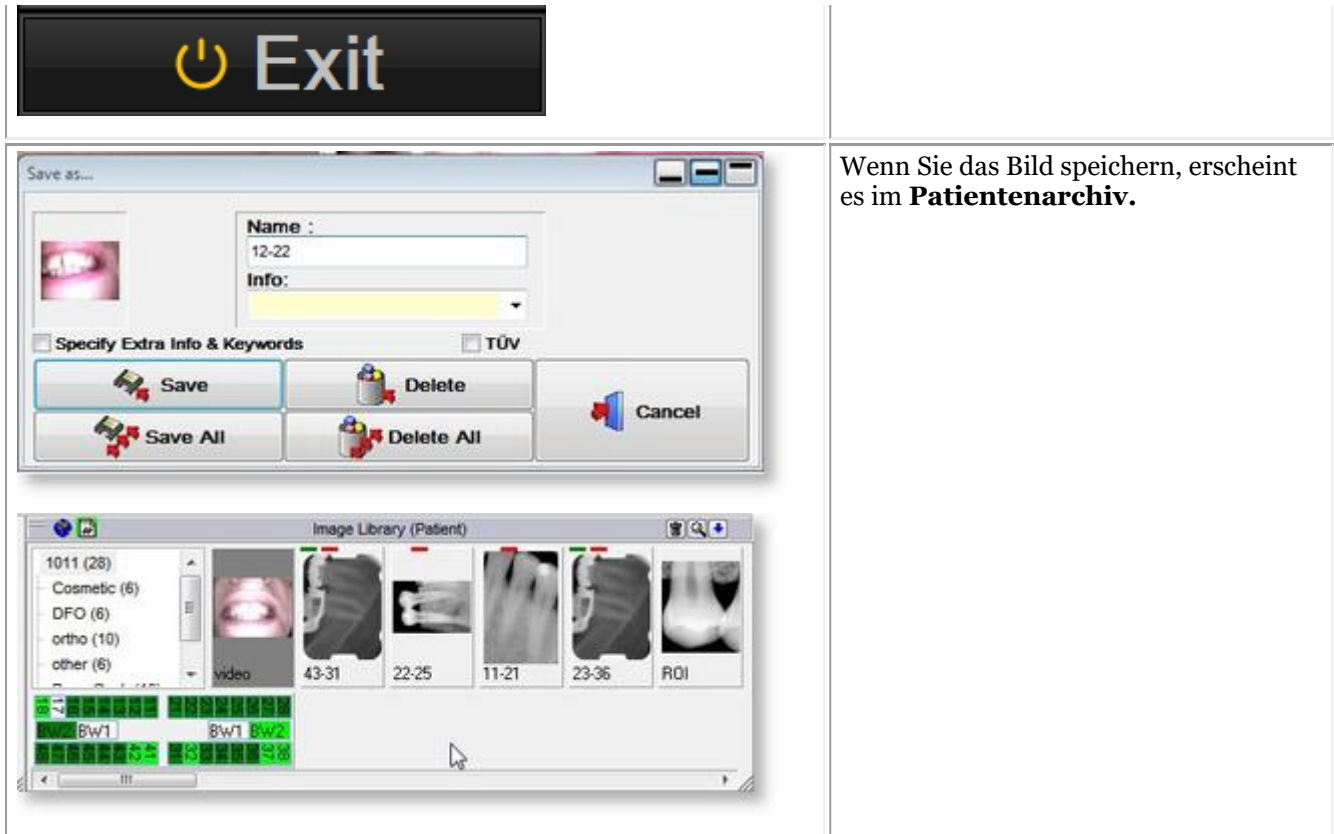 Exit
Wenn Sie das Bild speichern, erscheint
es im Patientenarchiv.
Save as...
Name :
12-22
Info:
Specify Extra Info & Keywords
TÜV
Save
Delete
Cancel
Save All
Delete All
Image Library (Patient)
1011 (28)
Cosmetic (6)
DFO (6)
ortho (10)
other (6)
video
43-31
22-25
11-21
23-36
ROI
BW2 BW1 BW1 BW2